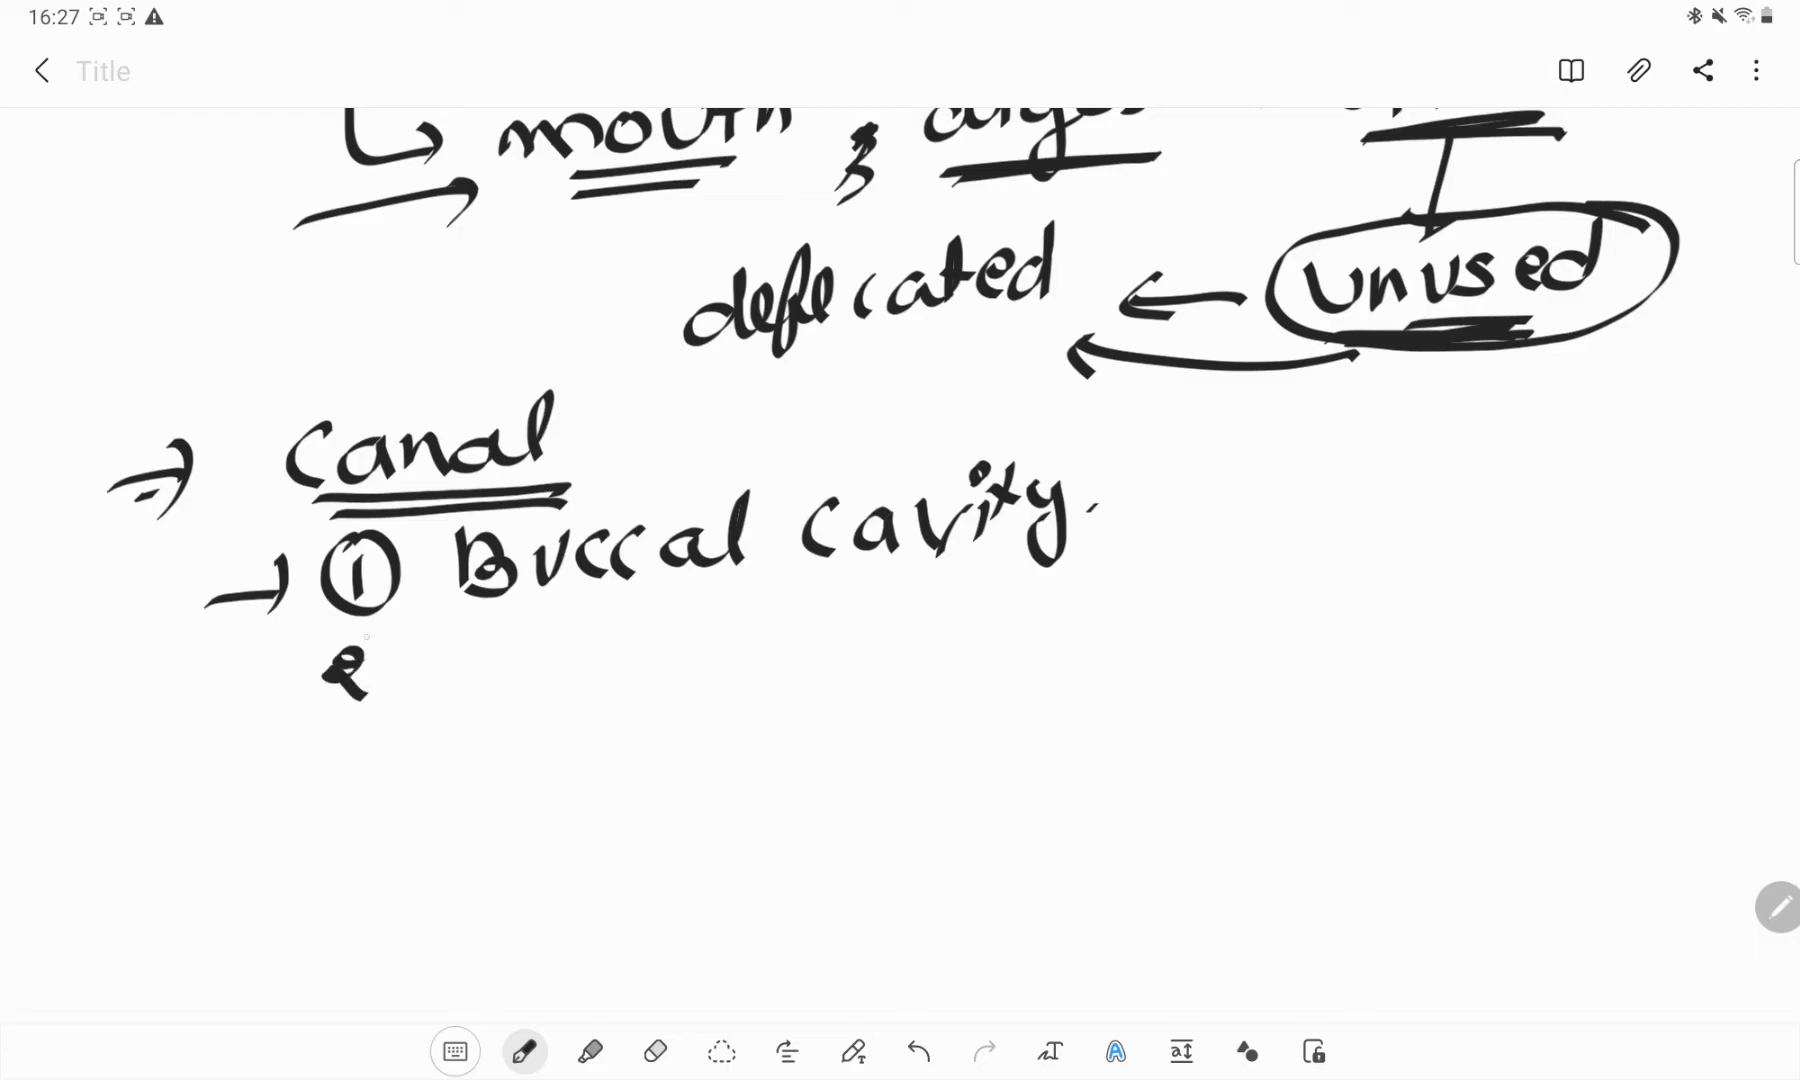 16:27
Title
mouth ;
defecated ← unused
→ canal
→ ① Buccal cavity.
2